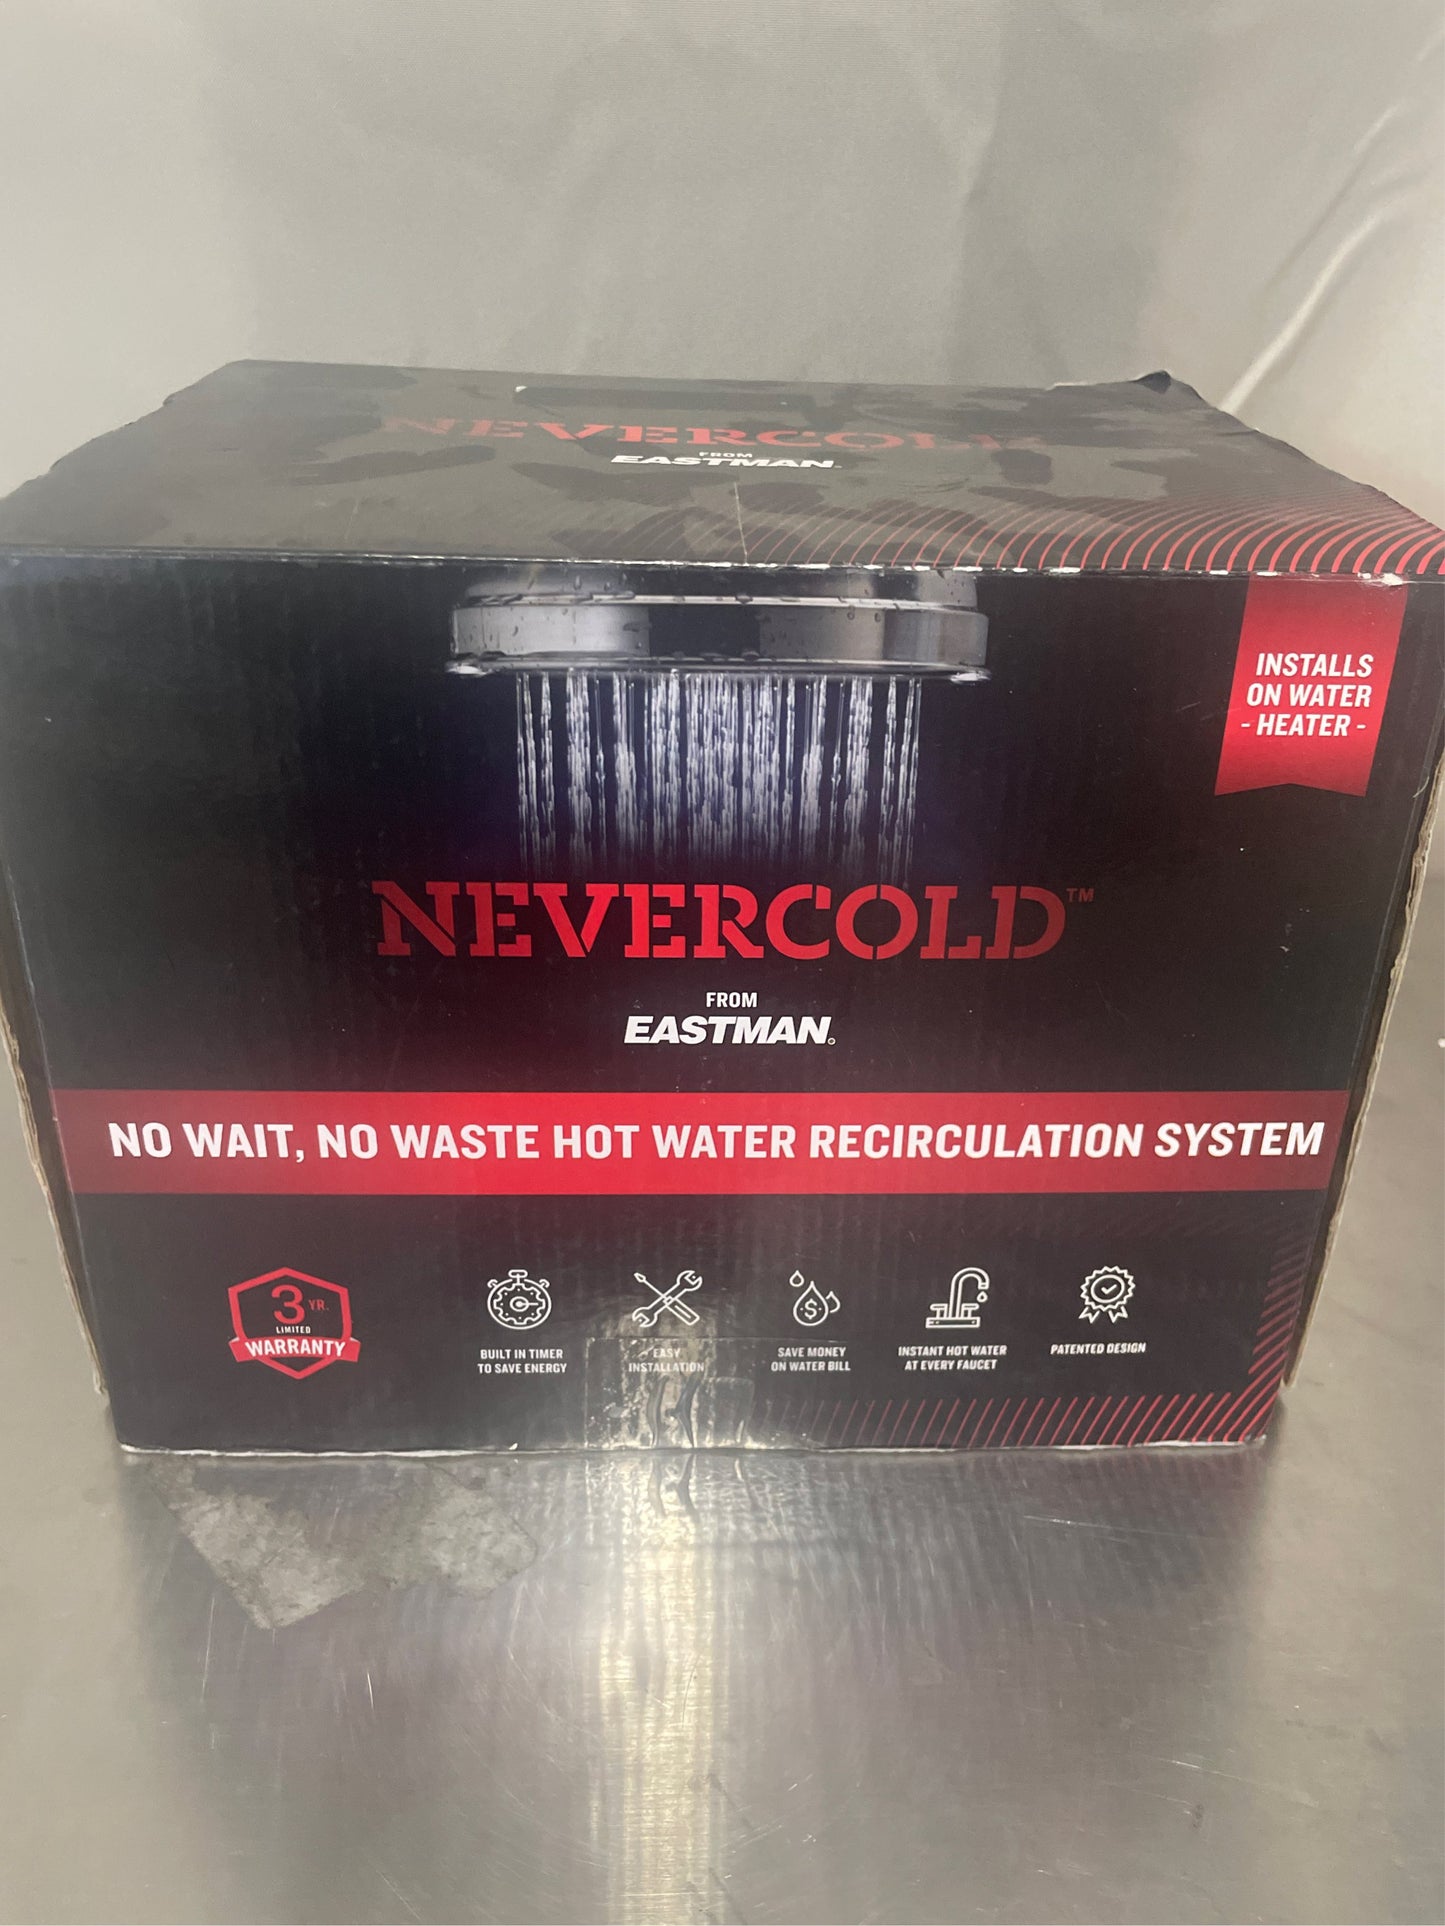 NEVERCOLD
FROM
EASTMAN
INSTALLS
ON WATER
- HEATER -
NEVERCOLD™
FROM
EASTMAN®
NO WAIT, NO WASTE HOT WATER RECIRCULATION SYSTEM
3 YR.
LIMITED
WARRANTY
BUILT IN TIMER
TO SAVE ENERGY
EASY
INSTALLATION
$
SAVE MONEY
ON WATER BILL
INSTANT HOT WATER
AT EVERY FAUCET
PATENTED DESIGN